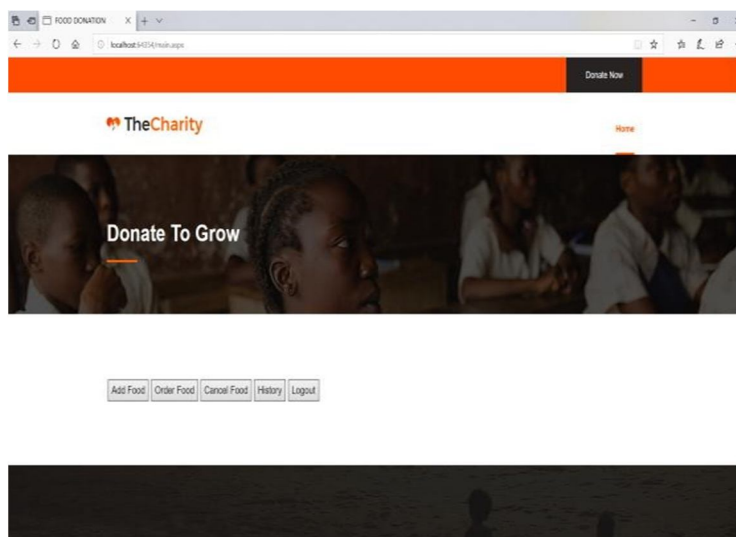 FOOD DONATION
localhost:64354/main.aspx
Donate Now
TheCharity
Home
Donate To Grow
Add Food Order Food Cancel Food History Logout